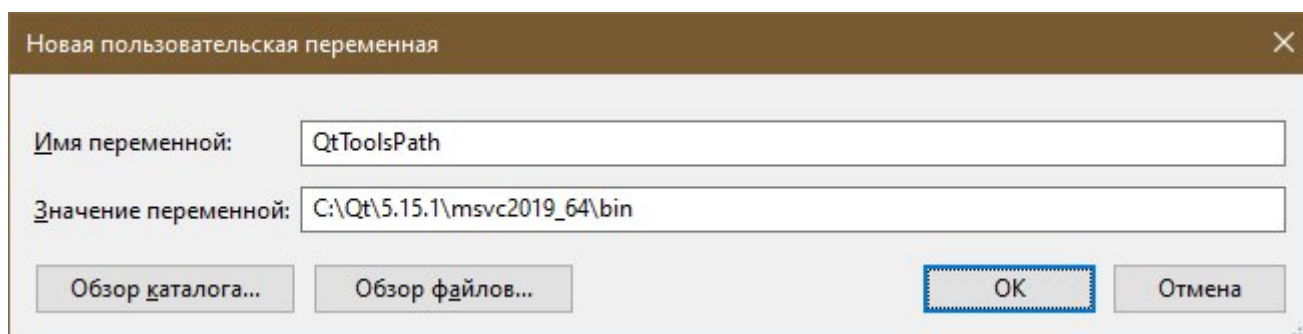 Новая пользовательская переменная
Имя переменной: QtToolsPath
Значение переменной: C:\Qt\5.15.1\msvc2019_64\bin
Обзор каталога... Обзор файлов... ОК Отмена